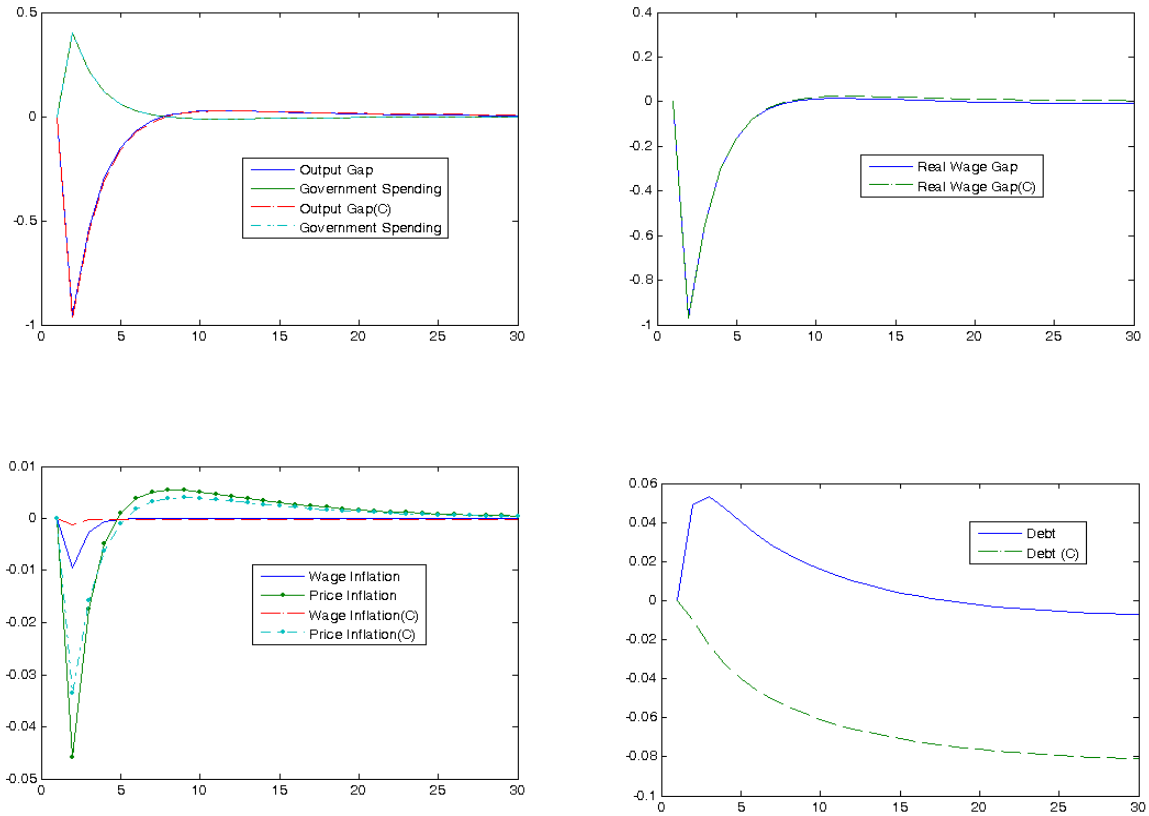 0.5
0
-0.5
-1
0 5 10 15 20 25 30
Output Gap
Government Spending
Output Gap(C)
Government Spending
0.4
0.2
0
-0.2
-0.4
-0.6
-0.8
-1
0 5 10 15 20 25 30
Real Wage Gap
Real Wage Gap(C)
0.01
0
-0.01
-0.02
-0.03
-0.04
-0.05
0 5 10 15 20 25 30
Wage Inflation
Price Inflation
Wage Inflation(C)
Price Inflation(C)
0.06
0.04
0.02
0
-0.02
-0.04
-0.06
-0.08
-0.1
0 5 10 15 20 25 30
Debt
Debt (C)